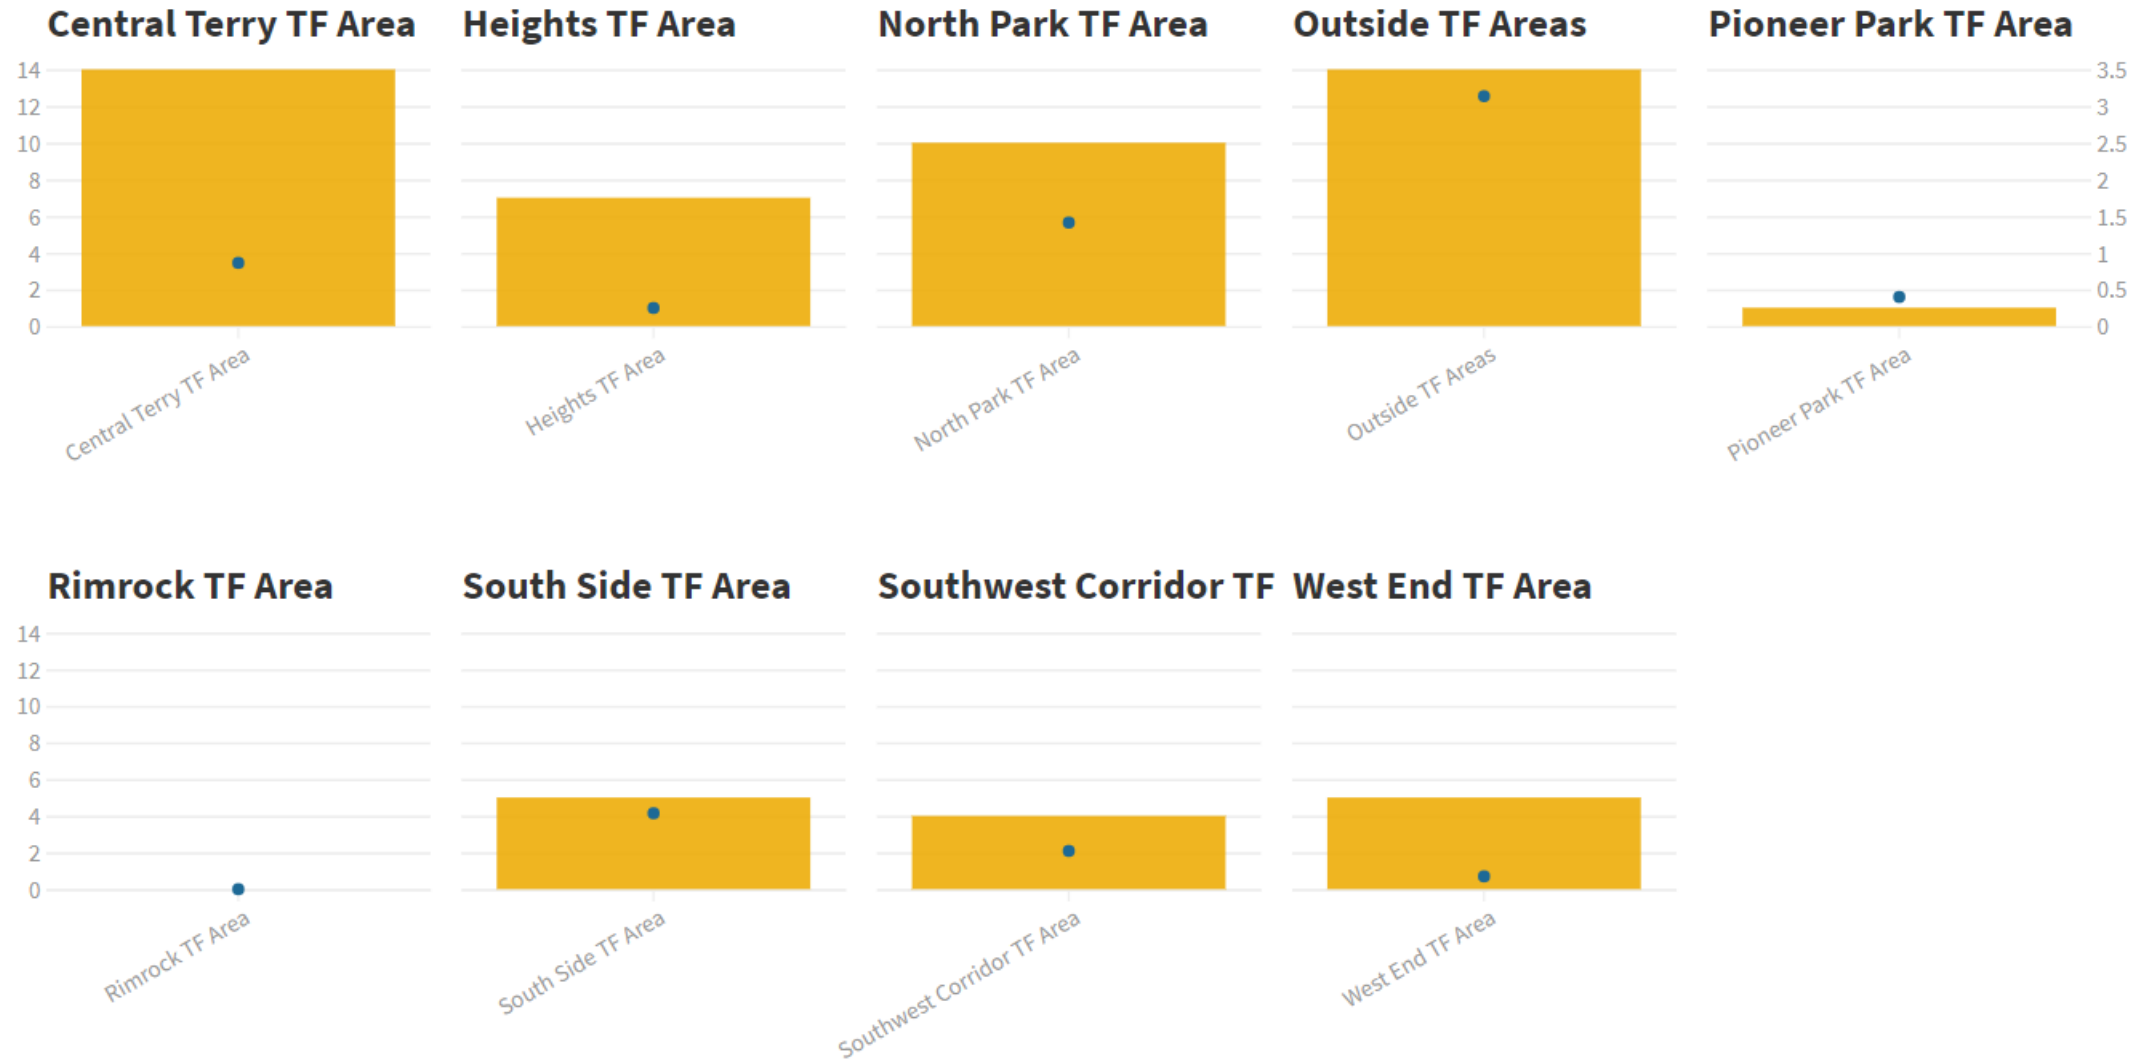 Central Terry TF Area
Heights TF Area
North Park TF Area
Outside TF Areas
Pioneer Park TF Area
14
12
10
8
6
4
2
0
3.5
3
2.5
2
1.5
1
0.5
0
Central Terry TF Area
Heights TF Area
North Park TF Area
Outside TF Areas
Pioneer Park TF Area
Rimrock TF Area
South Side TF Area
Southwest Corridor TF
West End TF Area
14
12
10
8
6
4
2
0
Rimrock TF Area
South Side TF Area
Southwest Corridor TF Area
West End TF Area